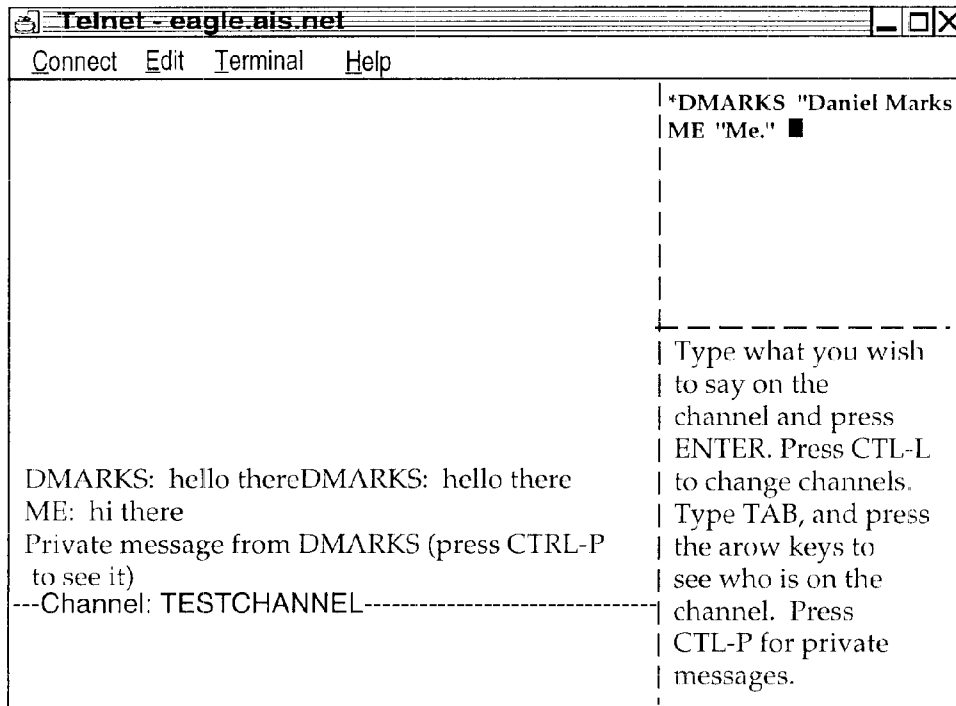 Telnet - eagle.ais.net
Connect Edit Terminal Help
*DMARKS "Daniel Marks
ME "Me."
DMARKS: hello thereDMARKS: hello there
ME: hi there
Private message from DMARKS (press CTRL-P
to see it)
---Channel: TESTCHANNEL------------------------------
Type what you wish
to say on the
channel and press
ENTER. Press CTL-L
to change channels.
Type TAB, and press
the arow keys to
see who is on the
channel. Press
CTL-P for private
messages.